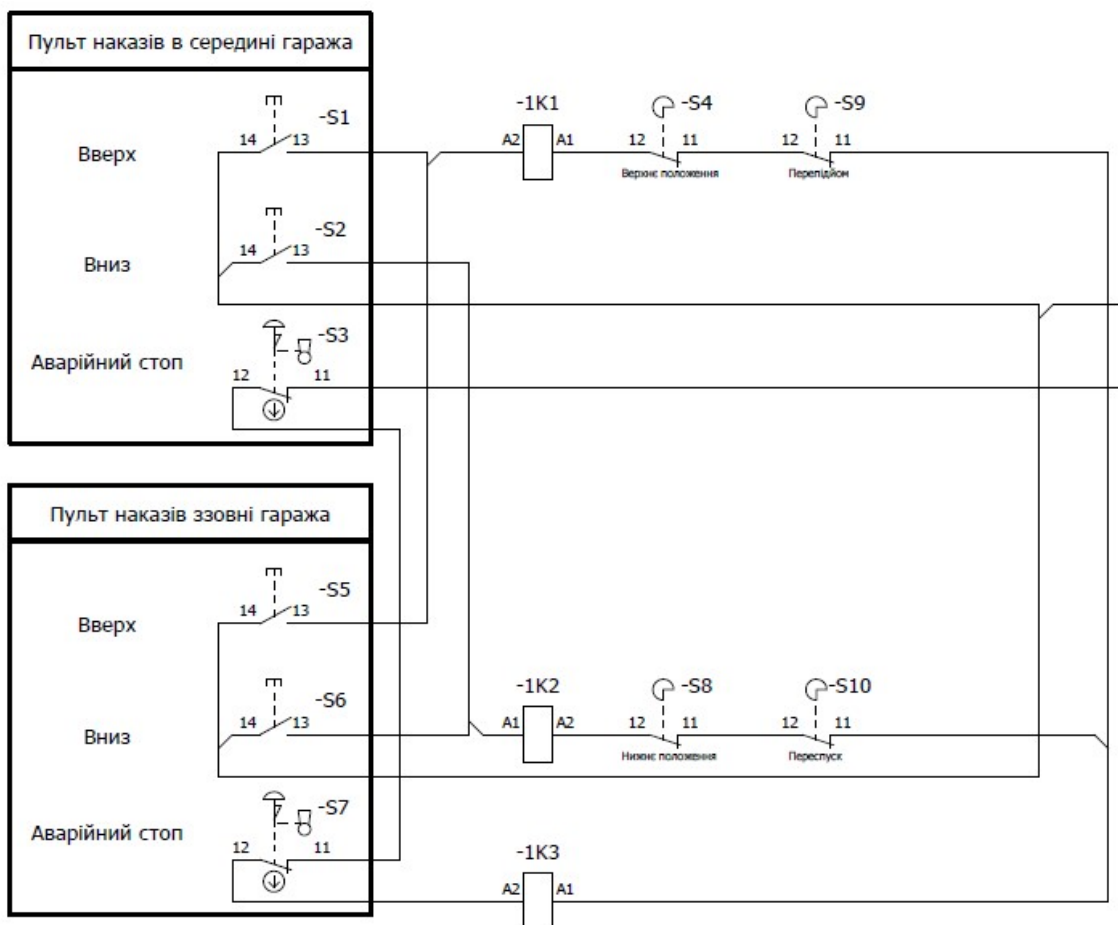 Пульт наказів в середині гаража
-S1
14 13
Вверх
-1K1
A2 A1
-S4
12 11
Верхнє положення
-S9
12 11
Перепідйом
-S2
14 13
Вниз
-S3
Аварійний стоп
12 11
Пульт наказів ззовні гаража
-S5
14 13
Вверх
-S6
14 13
Вниз
-1K2
A1 A2
-S8
12 11
Нижнє положення
-S10
12 11
Переспуск
-S7
Аварійний стоп
12 11
-1K3
A2 A1